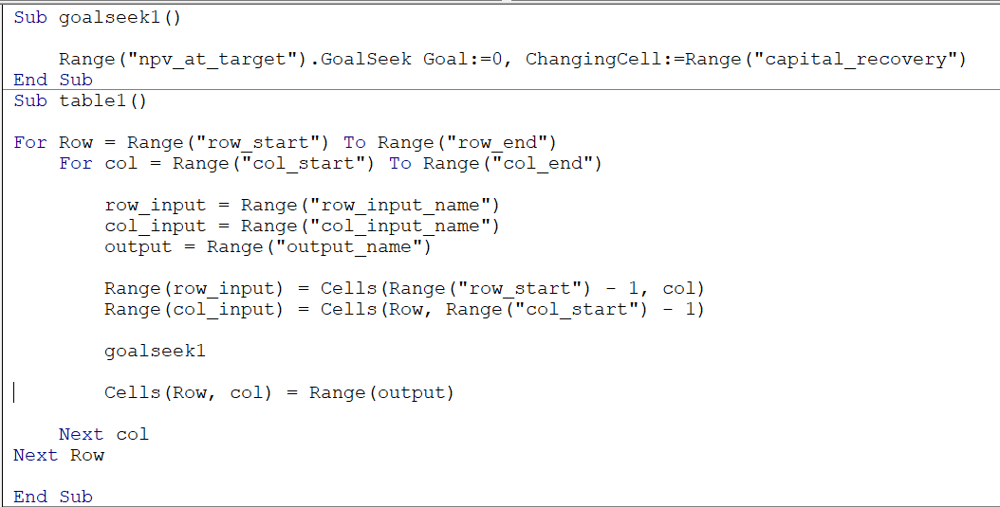 Sub goalseek1()
Range("npv_at_target").GoalSeek Goal:=0, ChangingCell:=Range("capital_recovery")
End Sub
Sub table1()
For Row = Range("row_start") To Range("row_end")
For col = Range("col_start") To Range("col_end")
row_input = Range("row_input_name")
col_input = Range("col_input_name")
output = Range("output_name")
Range(row_input) = Cells(Range("row_start") - 1, col)
Range(col_input) = Cells(Row, Range("col_start") - 1)
goalseek1
Cells(Row, col) = Range(output)
Next col
Next Row
End Sub